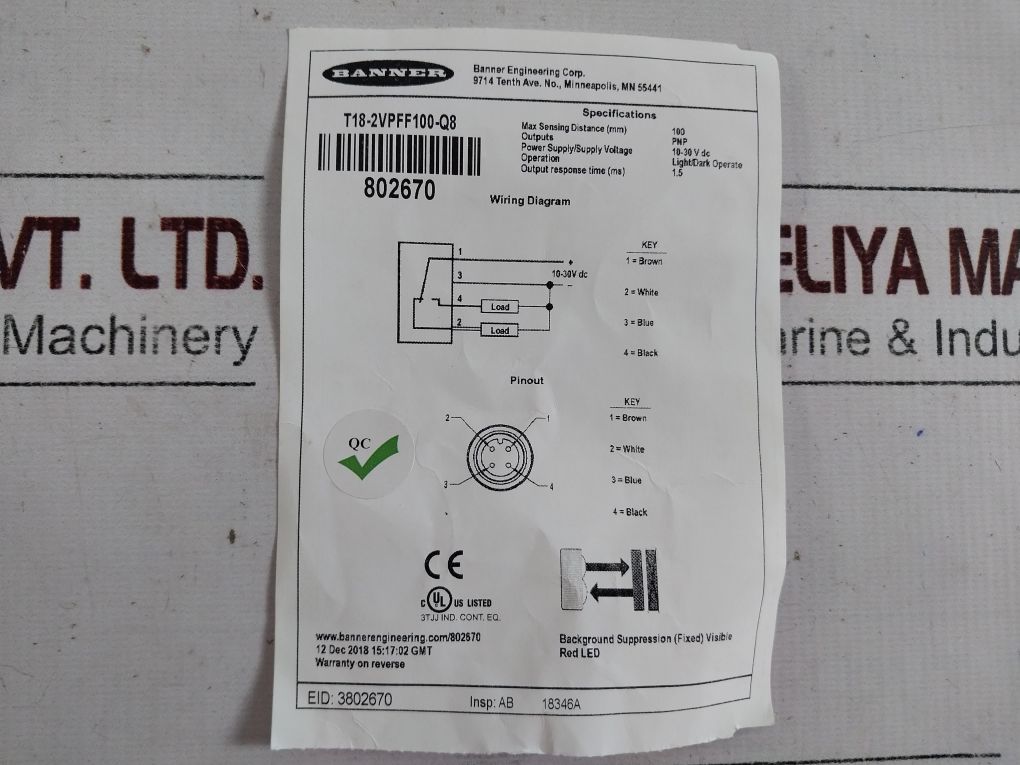 BANNER
Banner Engineering Corp.
9714 Tenth Ave. No., Minneapolis, MN 55441
T18-2VPFF100-Q8
802670
Specifications
Max Sensing Distance (mm) 100
Outputs PNP
Power Supply/Supply Voltage 10-30 V dc
Operation Light/Dark Operate
Output response time (ms) 1.5
Wiring Diagram
1
3
4
2
+
10-30V dc
–
Load
Load
KEY
1 = Brown
2 = White
3 = Blue
4 = Black
Pinout
2
1
3
4
KEY
1 = Brown
2 = White
3 = Blue
4 = Black
QC
CE
C UL US LISTED
3TJJ IND. CONT. EQ.
www.bannerengineering.com/802670
12 Dec 2018 15:17:02 GMT
Warranty on reverse
Background Suppression (Fixed) Visible
Red LED
EID: 3802670 Insp: AB 18346A
VT. LTD.
Machinery
ELIYA MA
arine & Indu